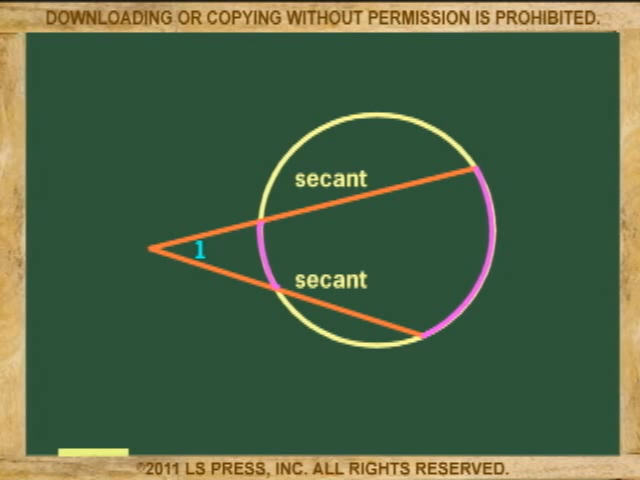 DOWNLOADING OR COPYING WITHOUT PERMISSION IS PROHIBITED.
secant
1
secant
©2011 LS PRESS, INC. ALL RIGHTS RESERVED.